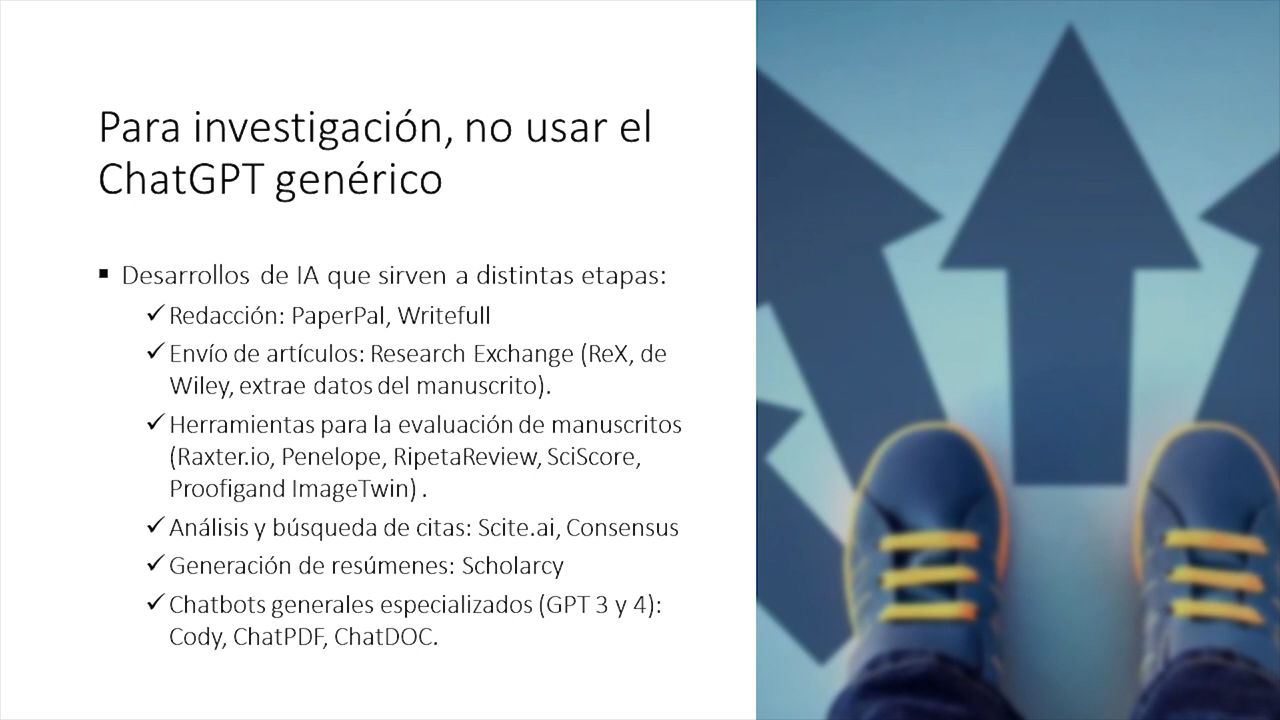 Para investigación, no usar el
ChatGPT genérico
▪ Desarrollos de IA que sirven a distintas etapas:
✓ Redacción: PaperPal, Writefull
✓ Envío de artículos: Research Exchange (ReX, de
Wiley, extrae datos del manuscrito).
✓ Herramientas para la evaluación de manuscritos
(Raxter.io, Penelope, RipetaReview, SciScore,
Proofigand ImageTwin) .
✓ Análisis y búsqueda de citas: Scite.ai, Consensus
✓ Generación de resúmenes: Scholarcy
✓ Chatbots generales especializados (GPT 3 y 4):
Cody, ChatPDF, ChatDOC.